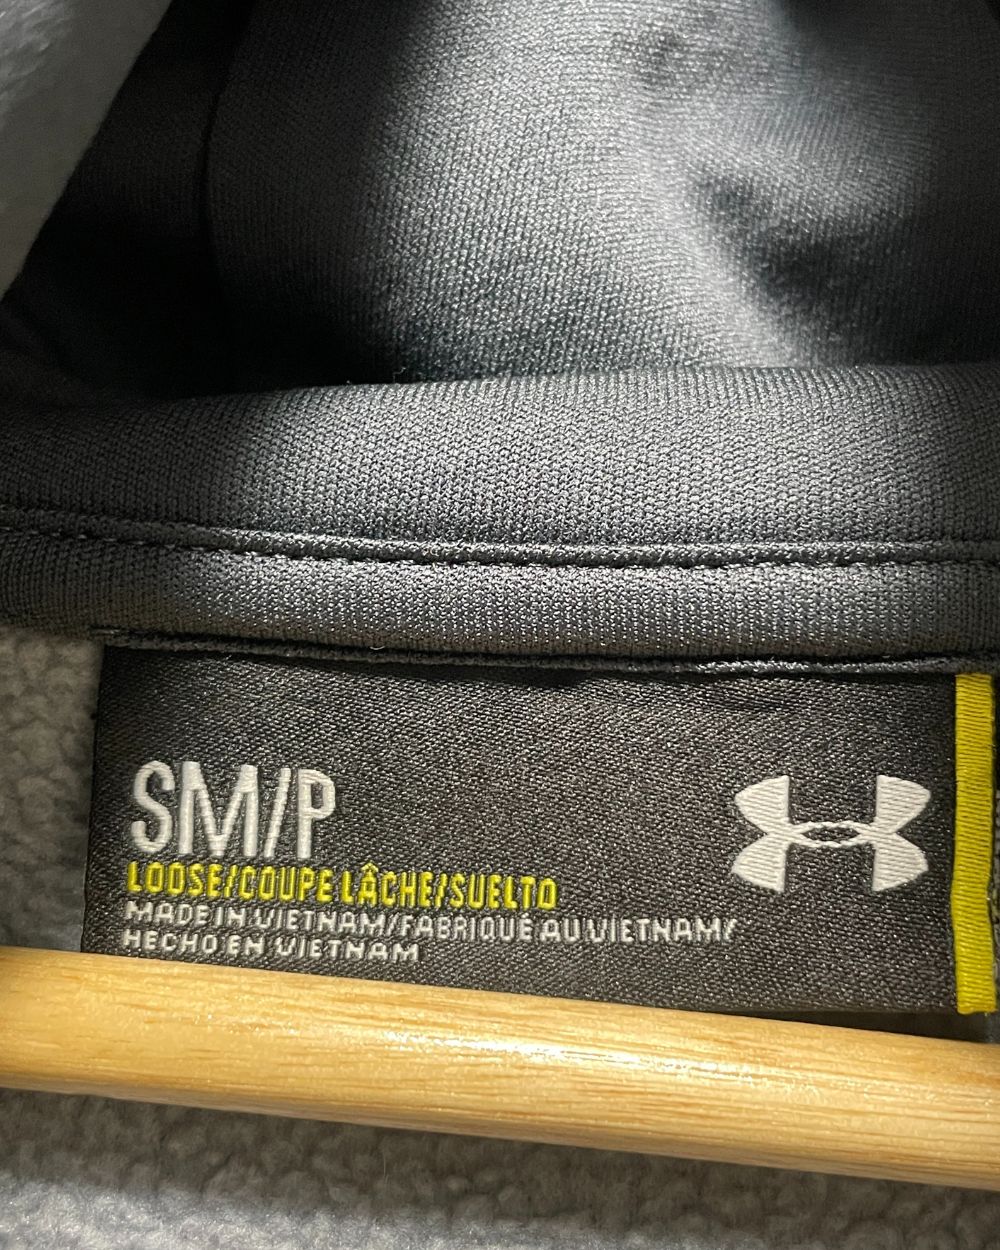 SM/P
LOOSE/COUPE LÂCHE/SUELTO
MADE IN VIETNAM/FABRIQUÉ AU VIETNAM/
HECHO EN VIETNAM